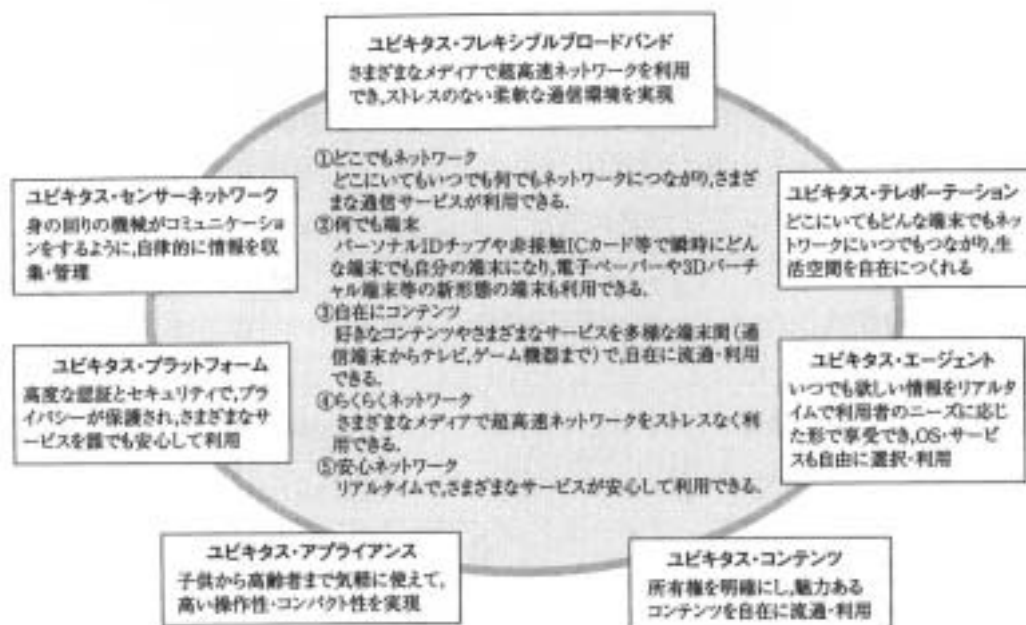 ユビキタス・フレキシブルブロードバンド
さまざまなメディアで超高速ネットワークを利用
でき,ストレスのない柔軟な通信環境を実現
①どこでもネットワーク
どこにいてもいつでも何でもネットワークにつながり,さまざ
まな通信サービスが利用できる.
②何でも端末
パーソナルIDチップや非接触ICカード等で瞬時にどん
な端末でも自分の端末になり,電子ペーパーや3Dバーチ
ャル端末等の新形態の端末も利用できる.
③自在にコンテンツ
好きなコンテンツやさまざまなサービスを多様な端末間(通
信端末からテレビ,ゲーム機器まで)で,自在に流通・利用
できる.
④らくらくネットワーク
さまざまなメディアで超高速ネットワークをストレスなく利
用できる.
⑤安心ネットワーク
リアルタイムで,さまざまなサービスが安心して利用できる.
ユビキタス・センサーネットワーク
身の回りの機械がコミュニケーショ
ンをするように,自律的に情報を収
集・管理
ユビキタス・テレポーテーション
どこにいてもどんな端末でもネッ
トワークにいつでもつながり,生
活空間を自在につくれる
ユビキタス・プラットフォーム
高度な認証とセキュリティで,プラ
イバシーが保護され,さまざまなサ
ービスを誰でも安心して利用
ユビキタス・エージェント
いつでも欲しい情報をリアルタ
イムで利用者のニーズに応じ
た形で享受でき,OS・サービ
スも自由に選択・利用
ユビキタス・アプライアンス
子供から高齢者まで気軽に使えて,
高い操作性・コンパクト性を実現
ユビキタス・コンテンツ
所有権を明確にし,魅力ある
コンテンツを自在に流通・利用